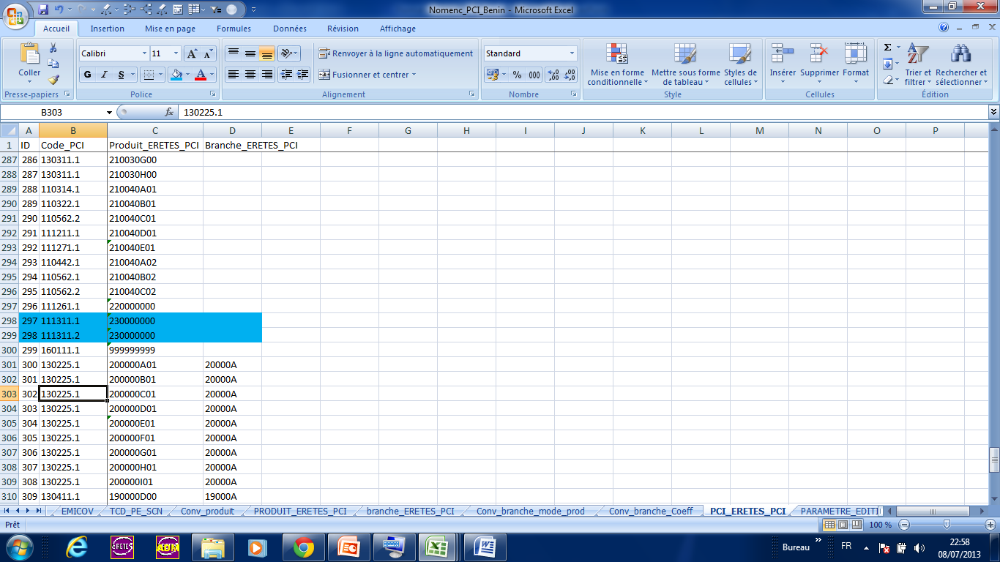 Nomenc_PCI_Benin - Microsoft Excel
Accueil Insertion Mise en page Formules Données Révision Affichage
Coller
Calibri 11
Renvoyer à la ligne automatiquement
Standard
G I S
Fusionner et centrer
% 000
Mise en forme conditionnelle
Mettre sous forme de tableau
Styles de cellules
Insérer Supprimer Format
Trier et filtrer
Rechercher et sélectionner
Presse-papiers Police Alignement Nombre Style Cellules Édition
B303 fx 130225.1
A B C D E F G H I J K L M N O P
1 ID Code_PCI Produit_ERETES_PCI Branche_ERETES_PCI
287 286 130311.1 210030G00
288 287 130311.1 210030H00
289 288 110314.1 210040A01
290 289 110322.1 210040B01
291 290 110562.2 210040C01
292 291 111211.1 210040D01
293 292 111271.1 210040E01
294 293 110442.1 210040A02
295 294 110562.1 210040B02
296 295 110562.2 210040C02
297 296 111261.1 220000000
298 297 111311.1 230000000
299 298 111311.2 230000000
300 299 160111.1 999999999
301 300 130225.1 200000A01 20000A
302 301 130225.1 200000B01 20000A
303 302 130225.1 200000C01 20000A
304 303 130225.1 200000D01 20000A
305 304 130225.1 200000E01 20000A
306 305 130225.1 200000F01 20000A
307 306 130225.1 200000G01 20000A
308 307 130225.1 200000H01 20000A
309 308 130225.1 200000I01 20000A
310 309 130411.1 190000D00 19000A
EMICOV TCD_PE_SCN Conv_produit PRODUIT_ERETES_PCI branche_ERETES_PCI Conv_branche_mode_prod Conv_branche_Coeff PCI_ERETES_PCI PARAMETRE_EDITI
Prêt 100 %
ERETES
Bureau » FR 22:58
08/07/2013